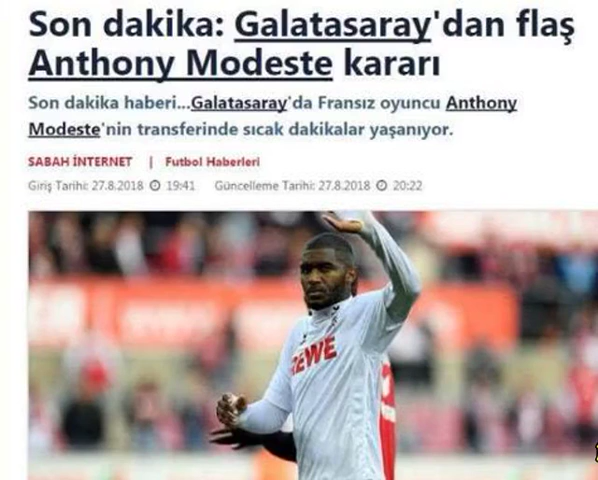 Son dakika: Galatasaray'dan flaş
Anthony Modeste kararı
Son dakika haberi...Galatasaray'da Fransız oyuncu Anthony
Modeste'nin transferinde sıcak dakikalar yaşanıyor.
SABAH İNTERNET | Futbol Haberleri
Giriş Tarihi: 27.8.2018 19:41 Güncelleme Tarihi: 27.8.2018 20:22
REWE